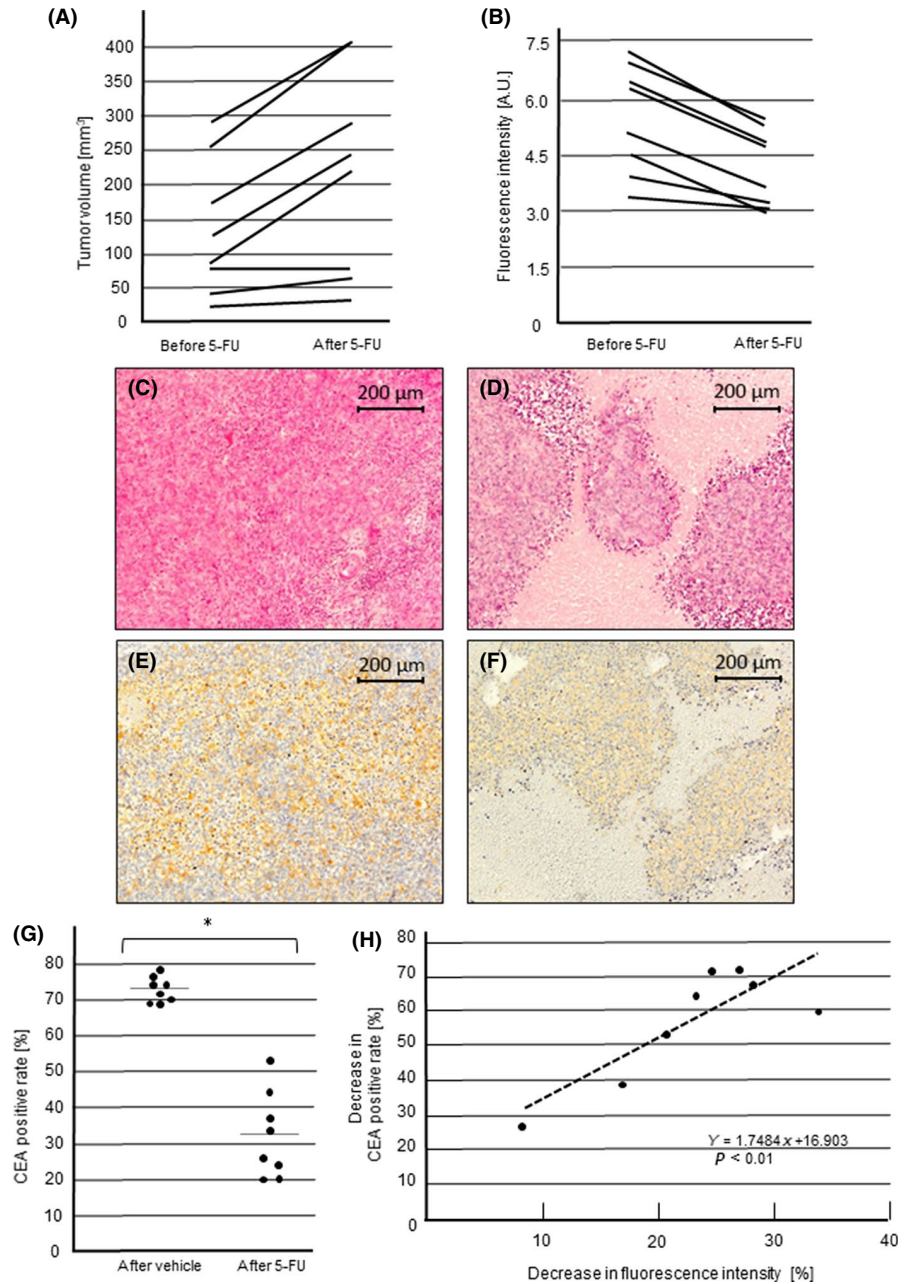 (A)
Tumor volume [mm³]
400
350
300
250
200
150
100
50
0
Before 5-FU After 5-FU
(B)
Fluorescence intensity [A.U.]
7.5
6.0
4.5
3.0
1.5
0
Before 5-FU After 5-FU
(C)
200 µm
(D)
200 µm
(E)
200 µm
(F)
200 µm
(G)
*
CEA positive rate [%]
80
70
60
50
40
30
20
10
0
After vehicle After 5-FU
(H)
Decrease in
CEA positive rate [%]
80
70
60
50
40
30
20
10
0
Y = 1.7484 x +16.903
P < 0.01
10 20 30 40
Decrease in fluorescence intensity [%]